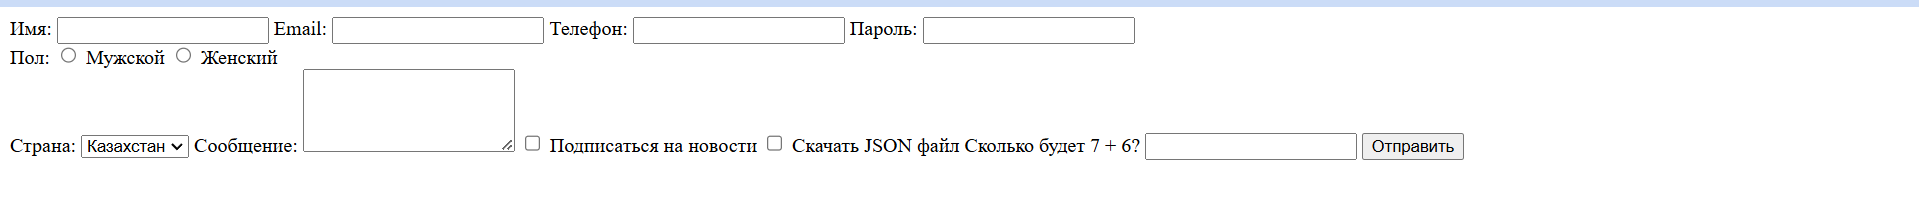 Имя: Email: Телефон: Пароль:
Пол: Мужской Женский
Страна: Казахстан Сообщение: Подписаться на новости Скачать JSON файл Сколько будет 7 + 6? Отправить